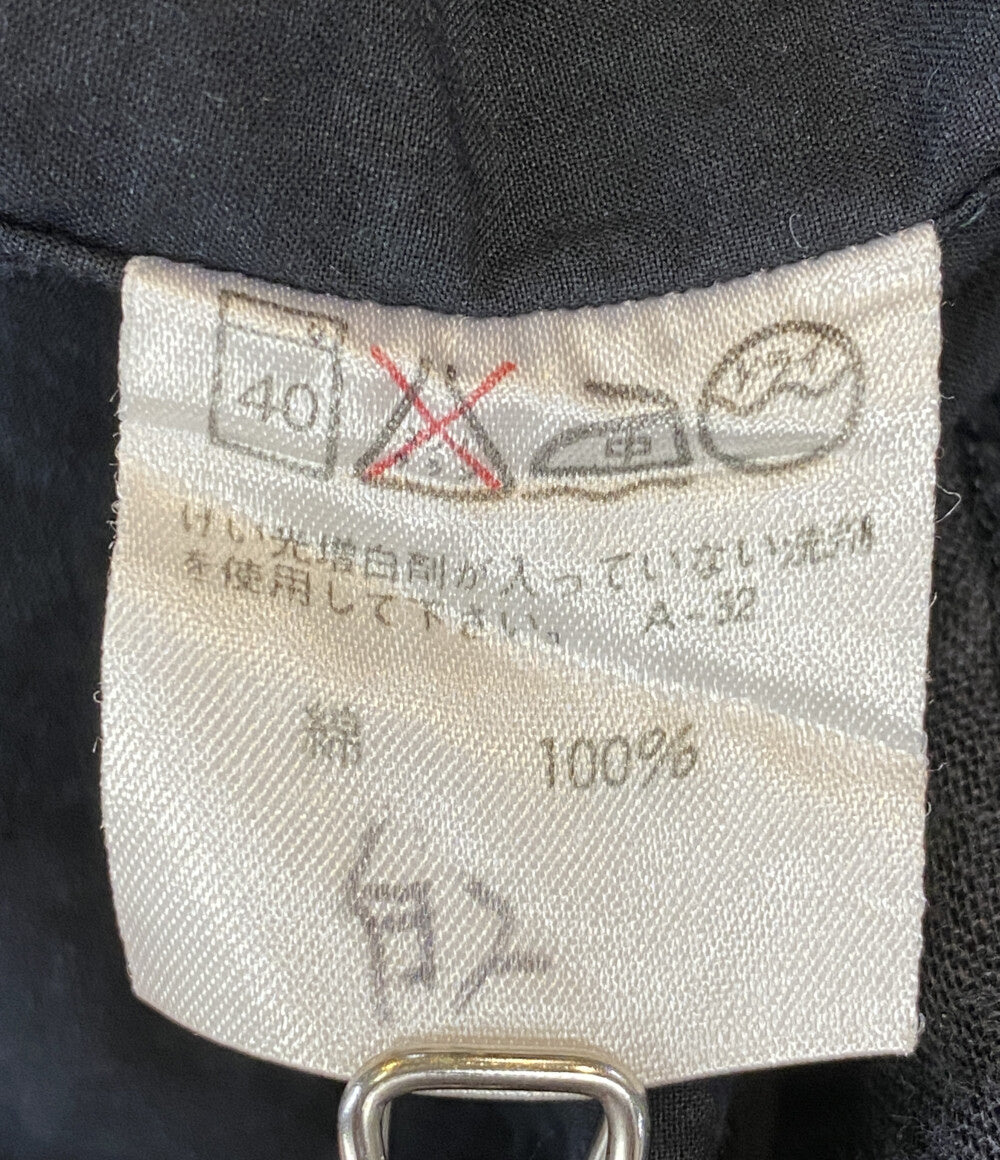 40
中
ドライ
けい光増白剤が入っていない洗剤
を使用して下さい。 A-32
綿 100%